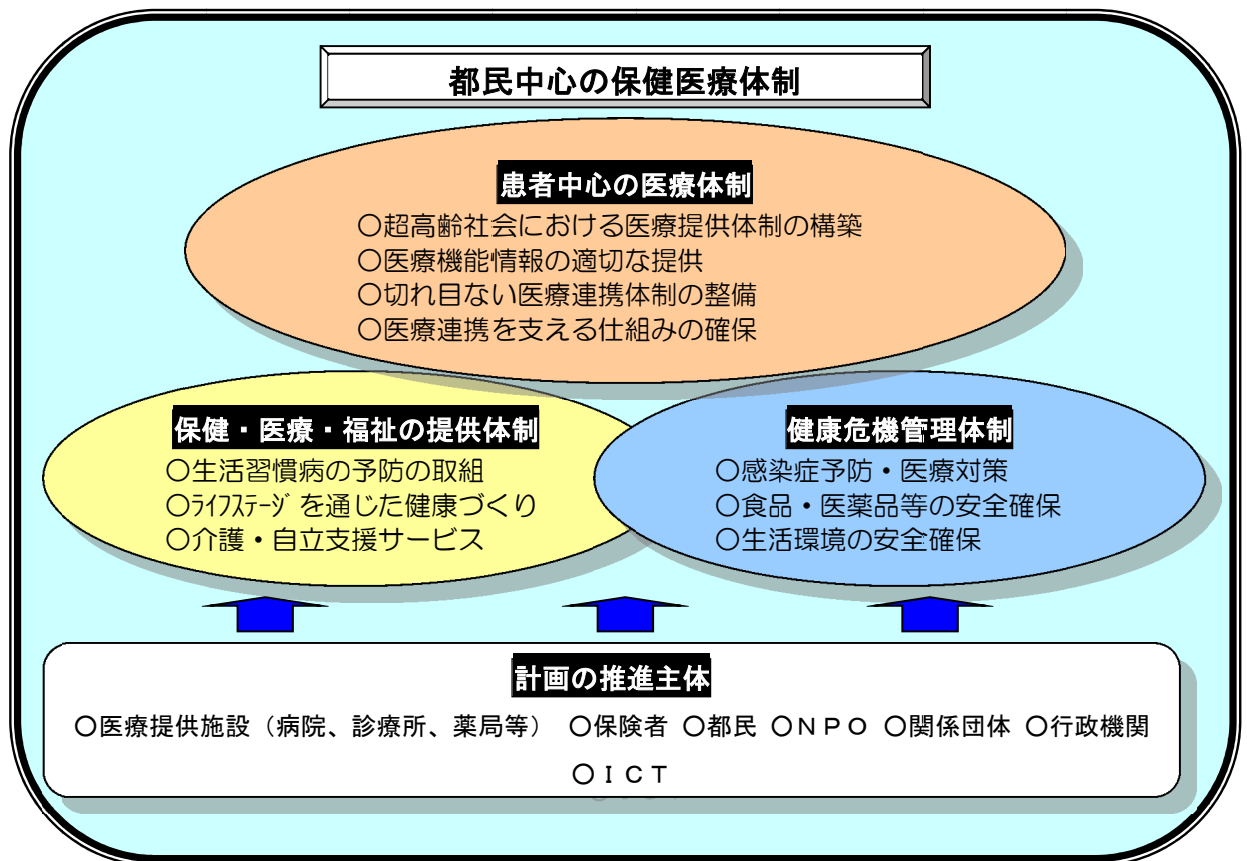 都民中心の保健医療体制
患者中心の医療体制
○超高齢社会における医療提供体制の構築
○医療機能情報の適切な提供
○切れ目ない医療連携体制の整備
○医療連携を支える仕組みの確保
保健・医療・福祉の提供体制
○生活習慣病の予防の取組
○ﾗｲﾌｽﾃｰｼﾞを通じた健康づくり
○介護・自立支援サービス
健康危機管理体制
○感染症予防・医療対策
○食品・医薬品等の安全確保
○生活環境の安全確保
計画の推進主体
○医療提供施設（病院、診療所、薬局等） ○保険者 ○都民 ○ＮＰＯ ○関係団体 ○行政機関
○ＩＣＴ